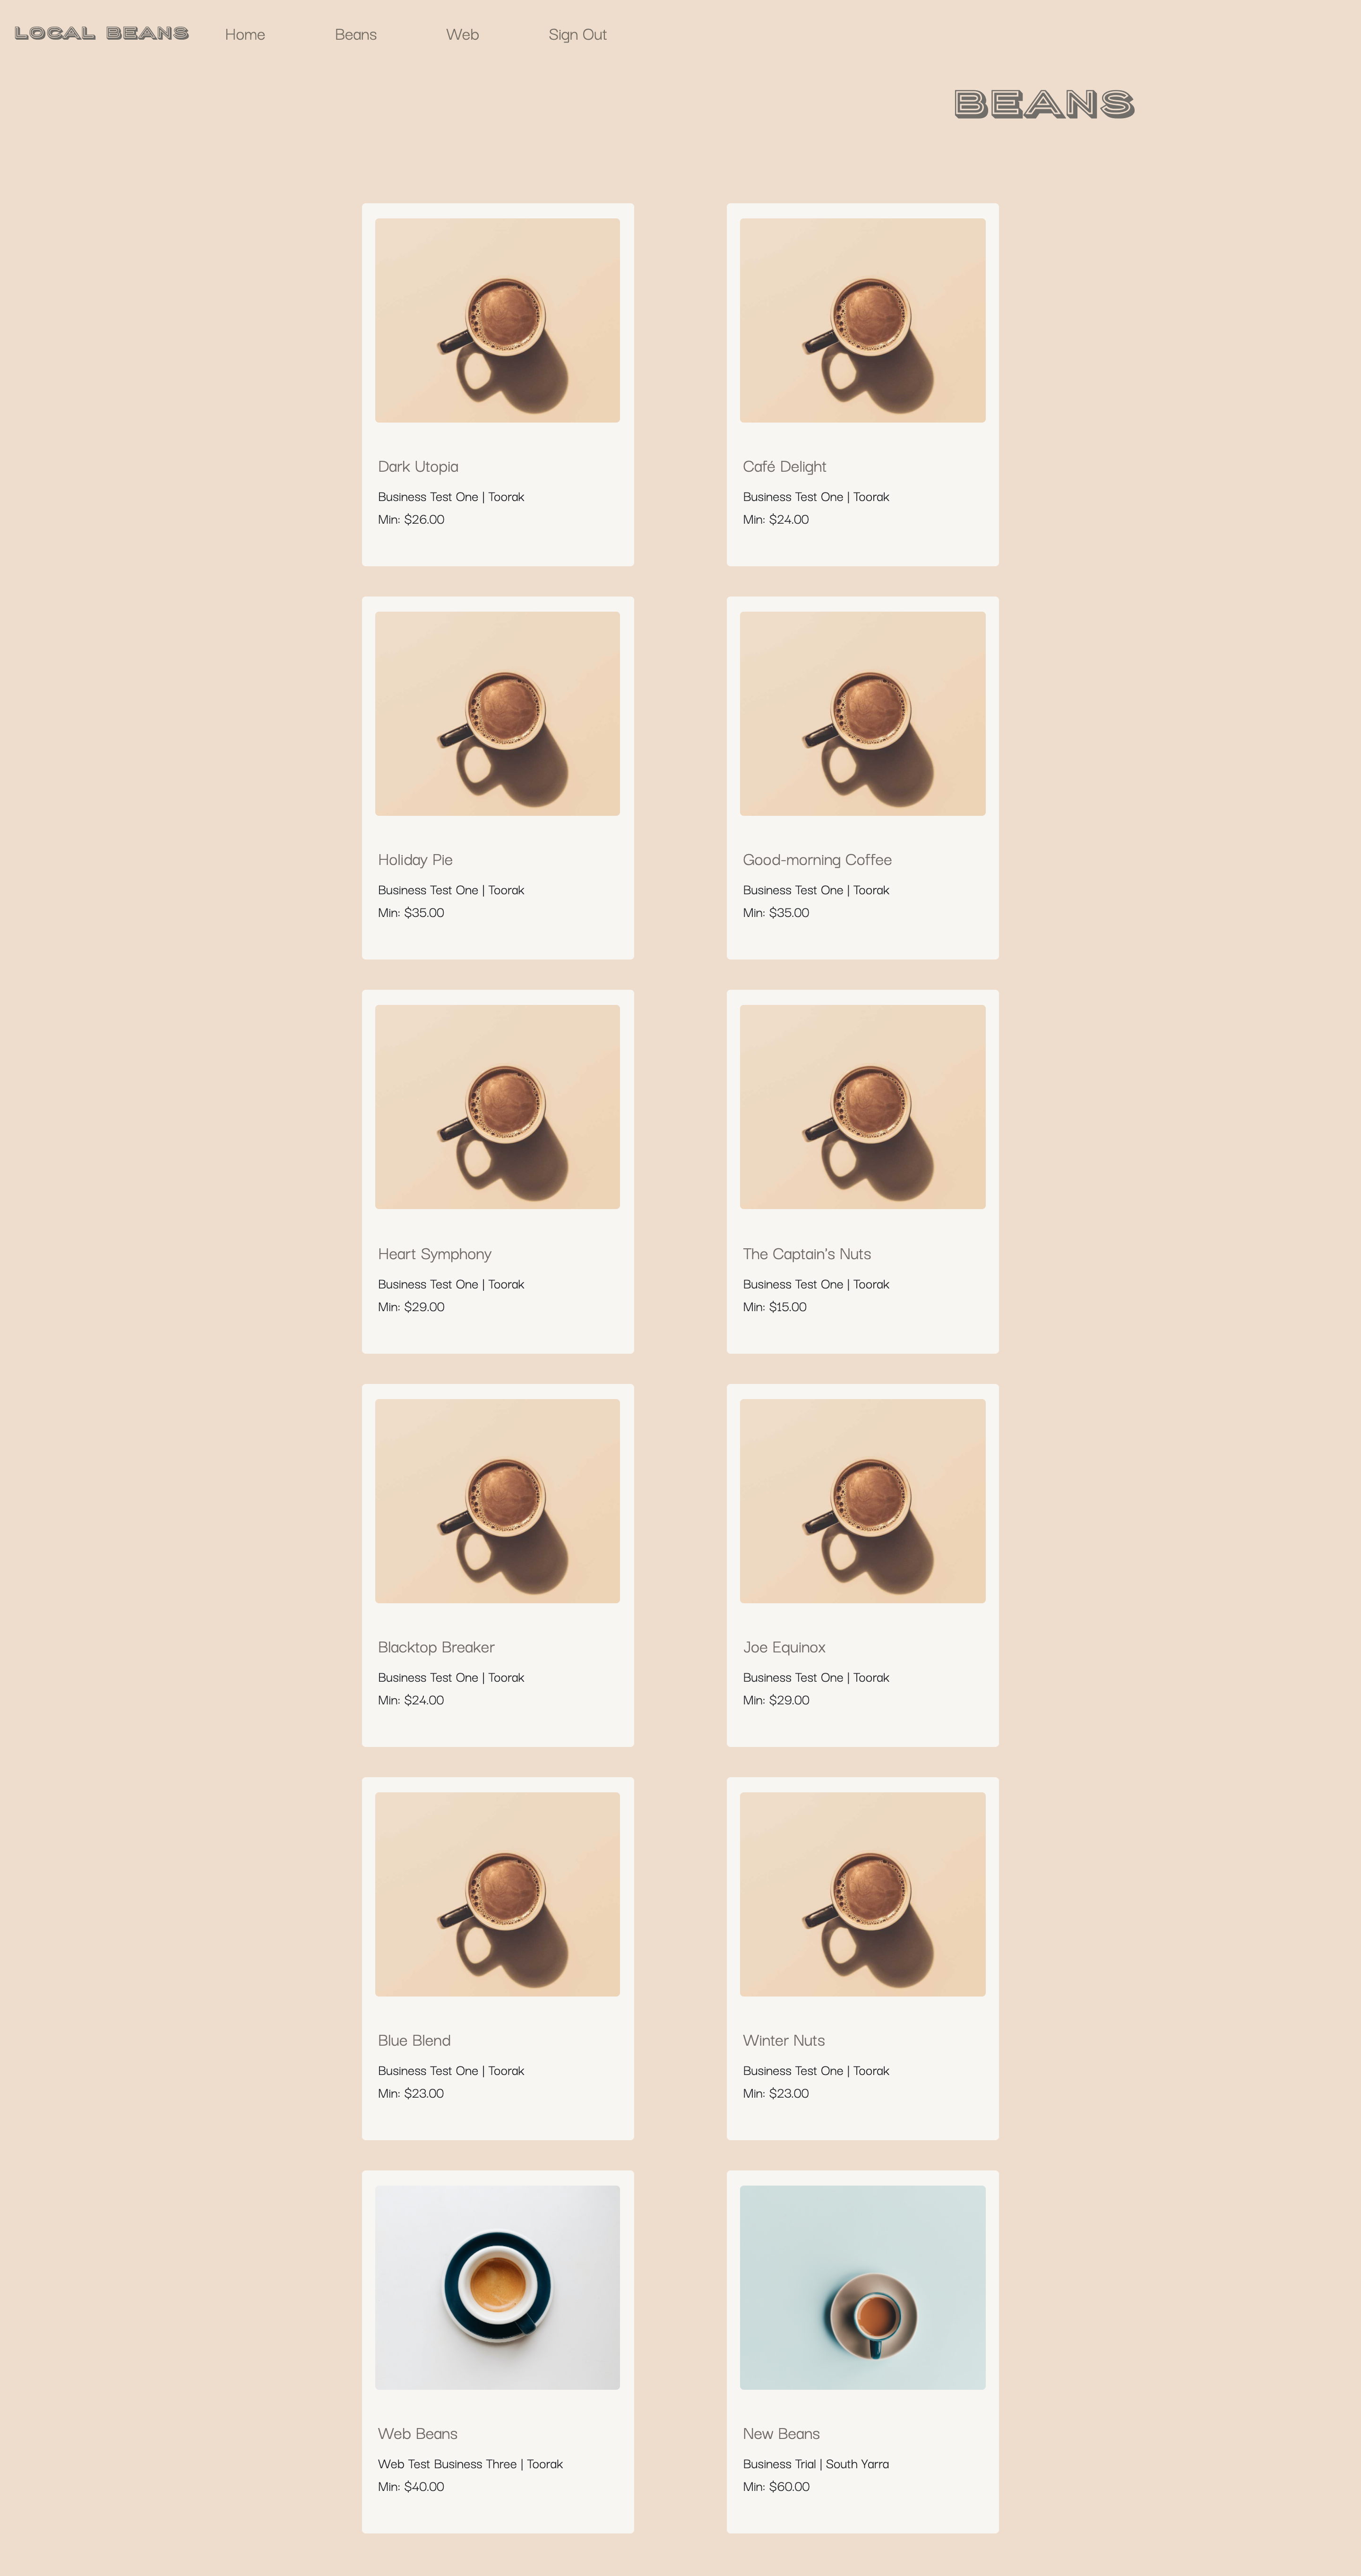 LOCAL BEANS
Home
Beans
Web
Sign Out
BEANS
Dark Utopia
Business Test One | Toorak
Min: $26.00
Café Delight
Business Test One | Toorak
Min: $24.00
Holiday Pie
Business Test One | Toorak
Min: $35.00
Good-morning Coffee
Business Test One | Toorak
Min: $35.00
Heart Symphony
Business Test One | Toorak
Min: $29.00
The Captain's Nuts
Business Test One | Toorak
Min: $15.00
Blacktop Breaker
Business Test One | Toorak
Min: $24.00
Joe Equinox
Business Test One | Toorak
Min: $29.00
Blue Blend
Business Test One | Toorak
Min: $23.00
Winter Nuts
Business Test One | Toorak
Min: $23.00
Web Beans
Web Test Business Three | Toorak
Min: $40.00
New Beans
Business Trial | South Yarra
Min: $60.00